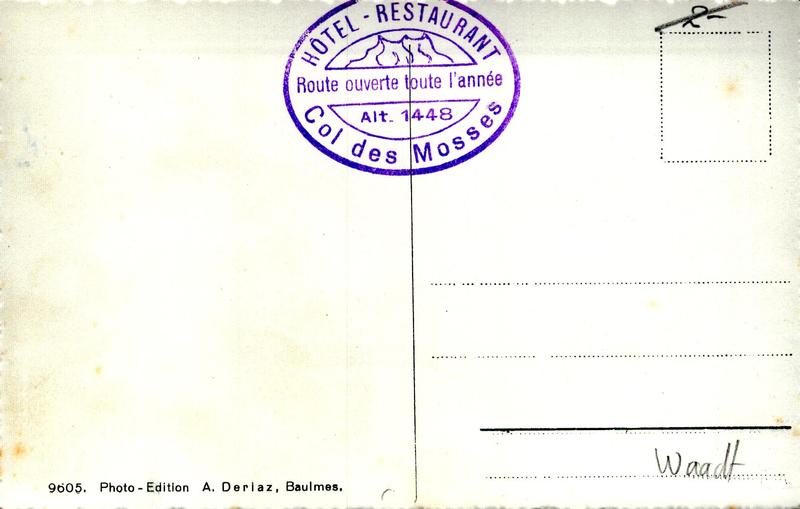 HÔTEL - RESTAURANT
Route ouverte toute l'année
Alt. 1448
Col des Mosses
2-
Waadt
9605. Photo - Edition A. Deriaz, Baulmes.